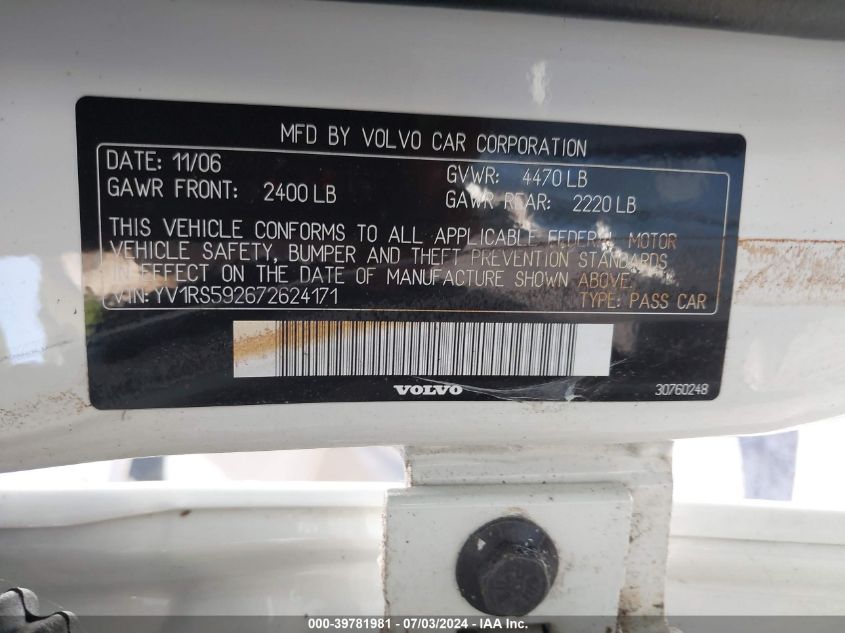 MFD BY VOLVO CAR CORPORATION
DATE: 11/06
GVWR: 4470 LB
GAWR FRONT: 2400 LB
GAWR REAR: 2220 LB
THIS VEHICLE CONFORMS TO ALL APPLICABLE FEDERAL MOTOR
VEHICLE SAFETY, BUMPER AND THEFT PREVENTION STANDARDS
IN EFFECT ON THE DATE OF MANUFACTURE SHOWN ABOVE.
VIN: YV1RS592672624171 TYPE: PASS CAR
VOLVO
30760248
000-39781981 - 07/03/2024 - IAA Inc.